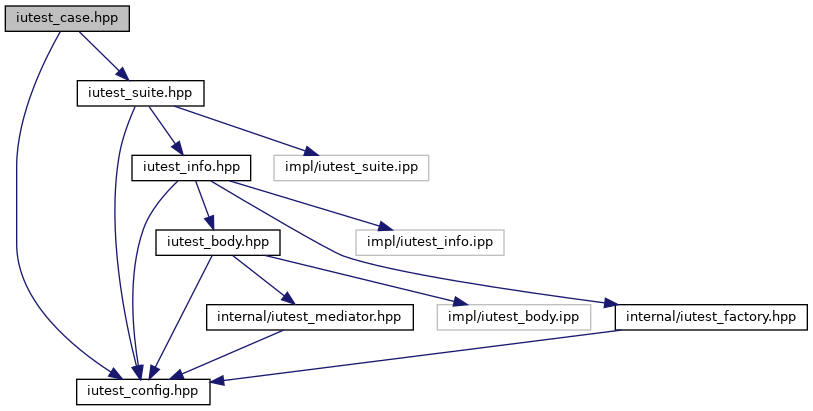 iutest_case.hpp
iutest_suite.hpp
iutest_info.hpp
impl/iutest_suite.ipp
iutest_body.hpp
impl/iutest_info.ipp
internal/iutest_mediator.hpp
impl/iutest_body.ipp
internal/iutest_factory.hpp
iutest_config.hpp